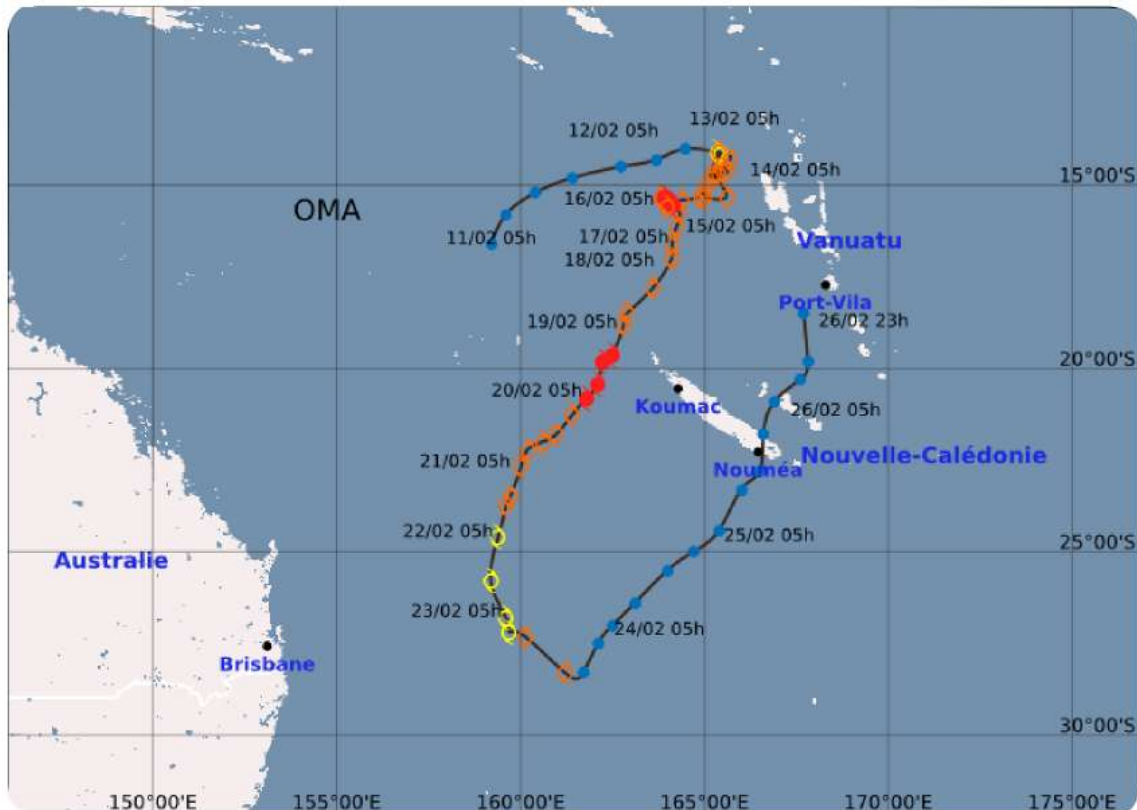 13/02 05h
12/02 05h
14/02 05h
15°00'S
16/02 05h
OMA
15/02 05h
11/02 05h
17/02 05h
Vanuatu
18/02 05h
Port-Vila
19/02 05h
26/02 23h
20°00'S
20/02 05h
Koumac
26/02 05h
21/02 05h
Nouvelle-Calédonie
Nouméa
22/02 05h
25/02 05h
25°00'S
Australie
23/02 05h
24/02 05h
Brisbane
30°00'S
150°00'E
155°00'E
160°00'E
165°00'E
170°00'E
175°00'E